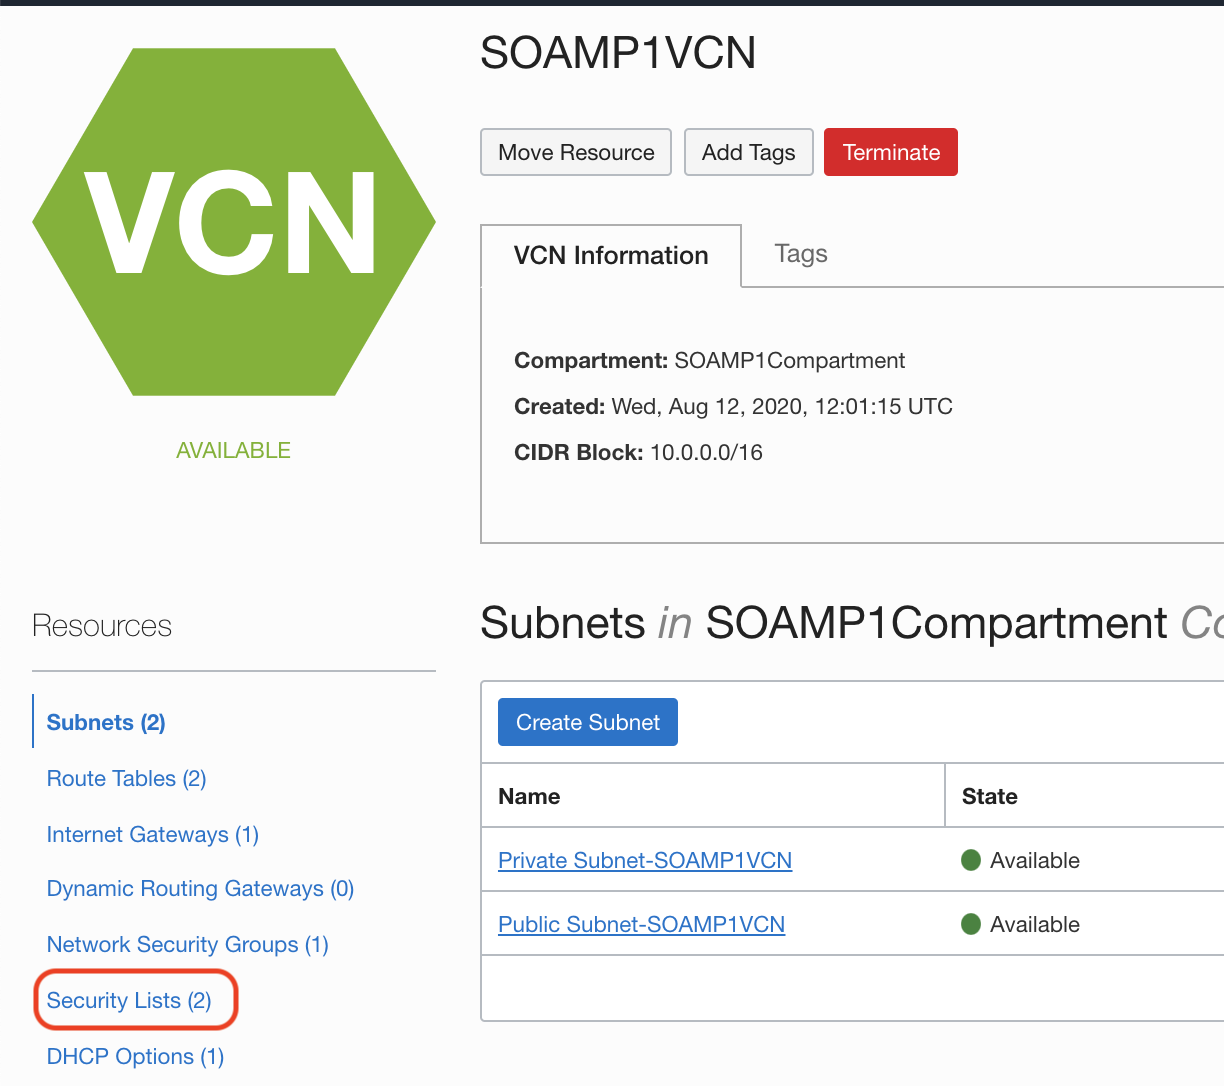 SOAMP1VCN
VCN
Move Resource Add Tags Terminate
VCN Information Tags
Compartment: SOAMP1Compartment
Created: Wed, Aug 12, 2020, 12:01:15 UTC
CIDR Block: 10.0.0.0/16
AVAILABLE
Resources
Subnets (2)
Route Tables (2)
Internet Gateways (1)
Dynamic Routing Gateways (0)
Network Security Groups (1)
Security Lists (2)
DHCP Options (1)
Subnets in SOAMP1Compartment Co
Create Subnet
Name State
Private Subnet-SOAMP1VCN Available
Public Subnet-SOAMP1VCN Available